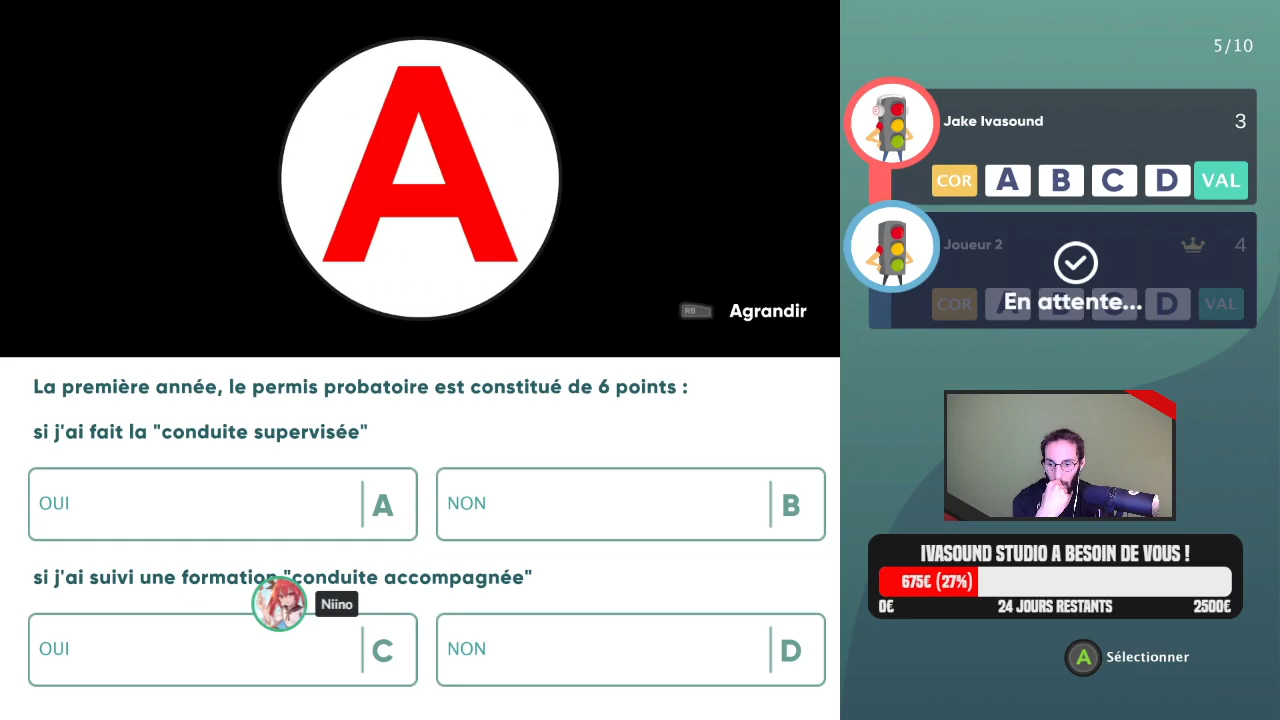 A
RB Agrandir
La première année, le permis probatoire est constitué de 6 points :
si j'ai fait la "conduite supervisée"
OUI A
NON B
si j'ai suivi une formation "conduite accompagnée"
Niino
OUI C
NON D
5/10
Jake Ivasound 3
COR A B C D VAL
Joueur 2 4
En attente...
COR A B C D VAL
IVASOUND STUDIO A BESOIN DE VOUS !
675€ (27%)
0€ 24 JOURS RESTANTS 2500€
A Sélectionner